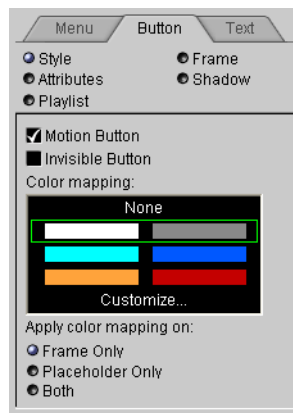 Menu Button Text
Style Frame
Attributes Shadow
Playlist
Motion Button
Invisible Button
Color mapping:
None
Customize...
Apply color mapping on:
Frame Only
Placeholder Only
Both